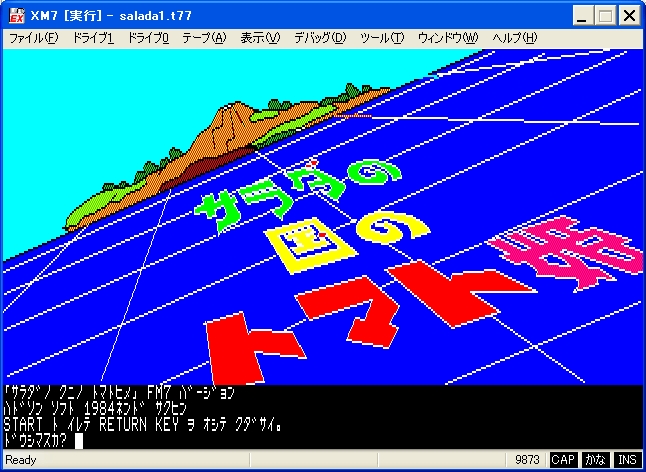 XM7 [実行] - salada1.t77
ファイル(F) ドライブ1 ドライブ0 テープ(A) 表示(V) デバッグ(D) ツール(T) ウィンドウ(W) ヘルプ(H)
サラダの
国の
トマト姫
「サラダノ クニノ トマトヒメ」 FM7 バージョン
ハドソン ソフト 1984ネンド サクヒン
START ト イレテ RETURN KEY ヲ オシテ クダサイ。
ドウシマスカ?
Ready 9873 CAP かな INS